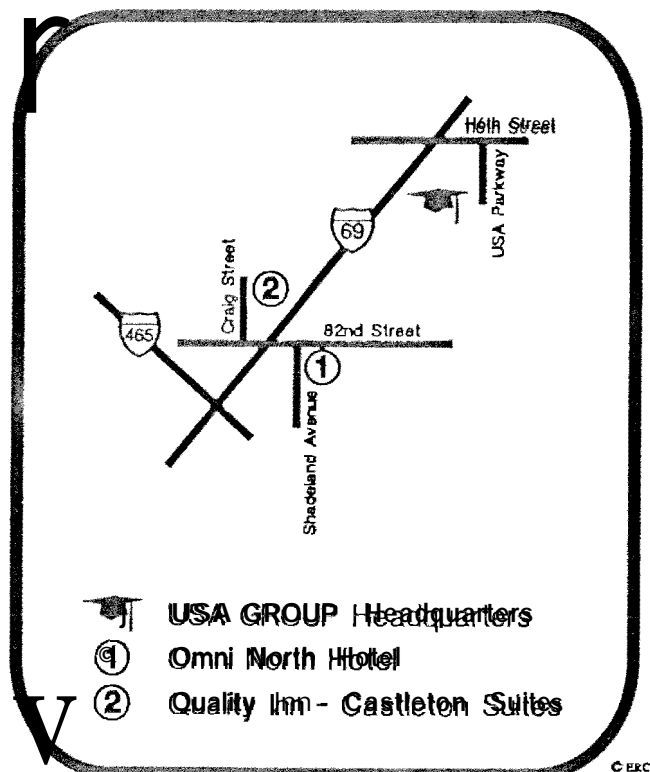 r
Street
USA Parkway
69
Craig Street
2
82nd Street
465
1
Shadeland Avenue
USA GROUP Headquarters
1 Omni North Hotel
2 Quality Inn - Castleton Suites
V
©